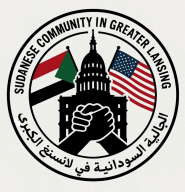 SUDANESE COMMUNITY IN GREATER LANSING
الجالية السودانية في لانسنغ الكبرى